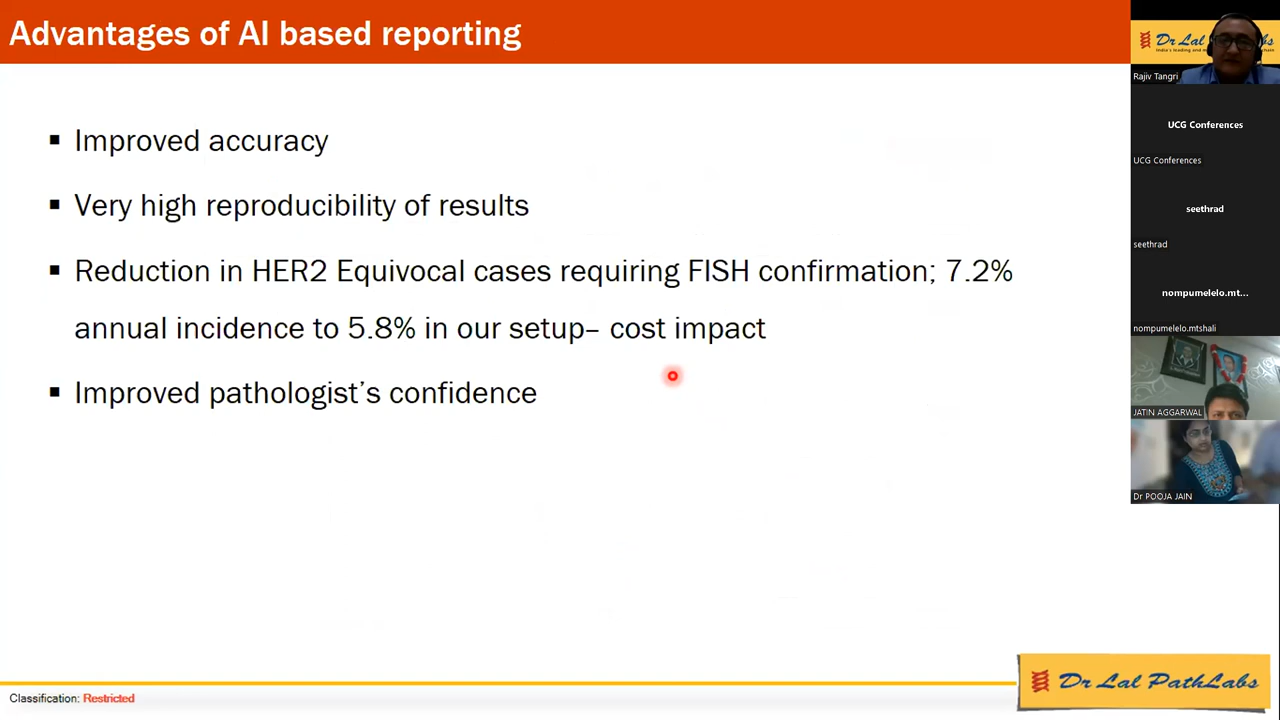 Advantages of AI based reporting
▪ Improved accuracy
▪ Very high reproducibility of results
▪ Reduction in HER2 Equivocal cases requiring FISH confirmation; 7.2%
annual incidence to 5.8% in our setup– cost impact
▪ Improved pathologist’s confidence
Classification: Restricted
Dr Lal PathLabs
Dr Lal
Rajiv Tangri
UCG Conferences
UCG Conferences
seethrad
seethrad
nompumelelo.mt...
nompumelelo.mtshali
JATIN AGGARWAL
Dr POOJA JAIN